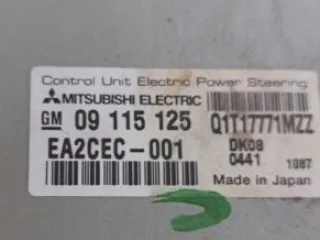 Control Unit Electric Power Steering
MITSUBISHI ELECTRIC
GM 09 115 125 Q1T17771MZZ
EA2CEC-001 DK08
0441 1087
Made in Japan